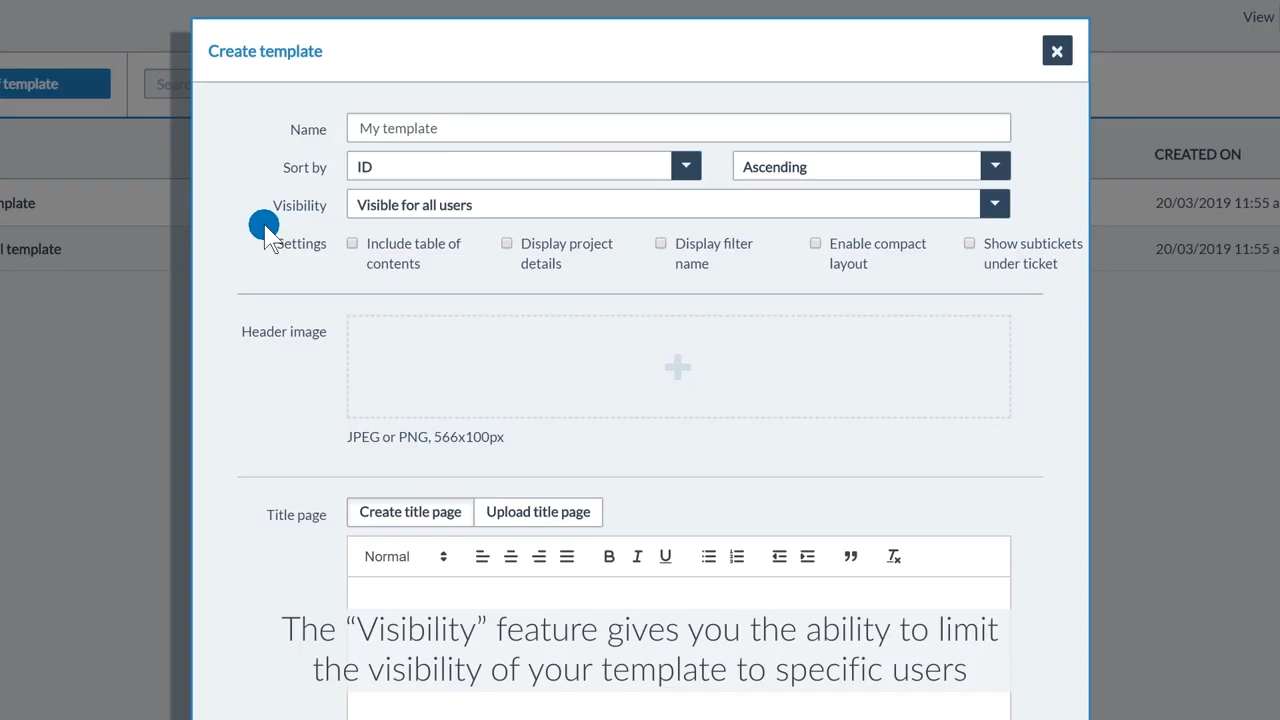 View
Create template
template
Name
My template
Sort by
ID
Ascending
CREATED ON
Visibility
Visible for all users
20/03/2019 11:55 a
Settings
Include table of
contents
Display project
details
Display filter
name
Enable compact
layout
Show subtickets
under ticket
template
20/03/2019 11:55 a
Header image
JPEG or PNG, 566x100px
Title page
Create title page
Upload title page
Normal
The “Visibility” feature gives you the ability to limit
the visibility of your template to specific users